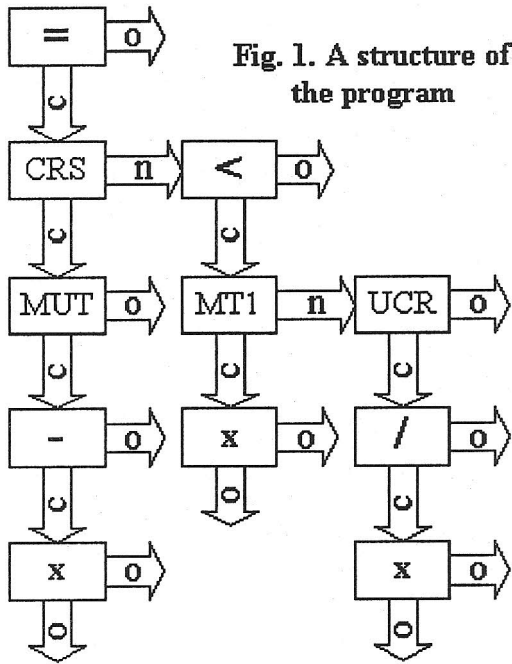 = o
Fig. 1. A structure of
the program
c
CRS n < o
c c
MUT o MT1 n UCR o
c c c
- o x o / o
c o c
x o x o
o o